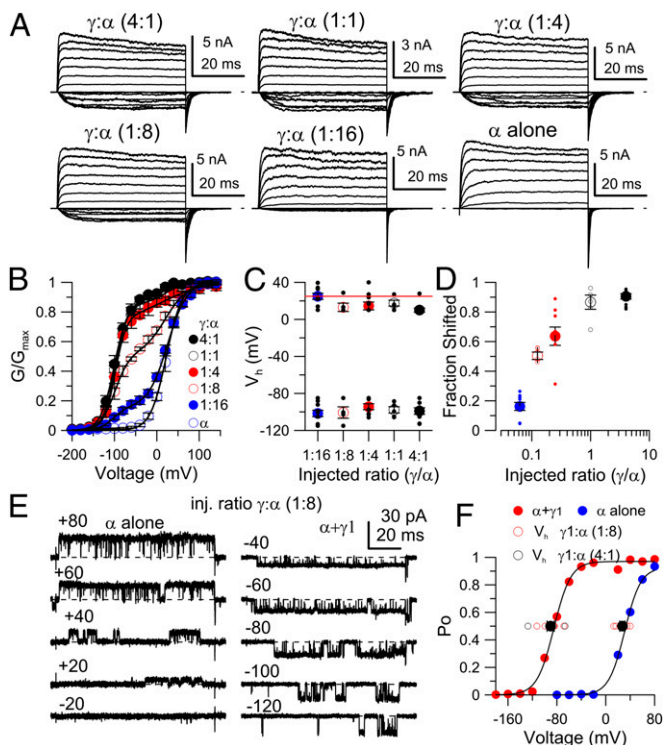 A
γ:α (4:1)
5 nA
20 ms
γ:α (1:1)
3 nA
20 ms
γ:α (1:4)
5 nA
20 ms
γ:α (1:8)
5 nA
20 ms
γ:α (1:16)
5 nA
20 ms
α alone
5 nA
20 ms
B
G/Gmax
1
0.8
0.6
0.4
0.2
0
γ:α
4:1
1:1
1:4
1:8
1:16
α
-200 -100 0 100
Voltage (mV)
C
Vh (mV)
40
0
-40
-80
-120
1:16 1:8 1:4 1:1 4:1
Injected ratio (γ/α)
D
Fraction Shifted
1
0.8
0.6
0.4
0.2
0
0.1 1
Injected ratio (γ/α)
E
inj. ratio γ:α (1:8)
α alone
α+γ1
30 pA
20 ms
+80
+60
+40
+20
-20
-40
-60
-80
-100
-120
F
α+γ1
α alone
Vh γ1:α (1:8)
Vh γ1:α (4:1)
Po
1
0.8
0.6
0.4
0.2
0
-160 -80 0 80
Voltage (mV)